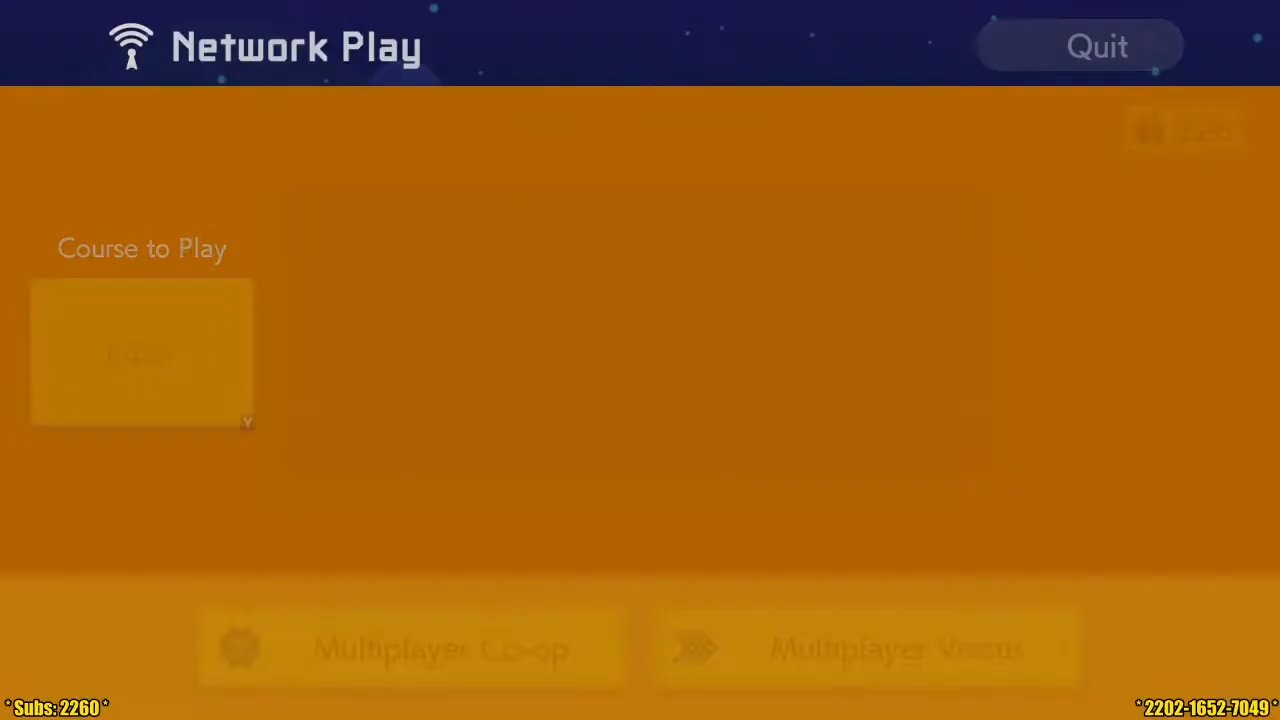 Network Play
Quit
Course to Play
Y
Multiplayer Co-op
Multiplayer Versus
*Subs: 2260*
*2202-1652-7049*